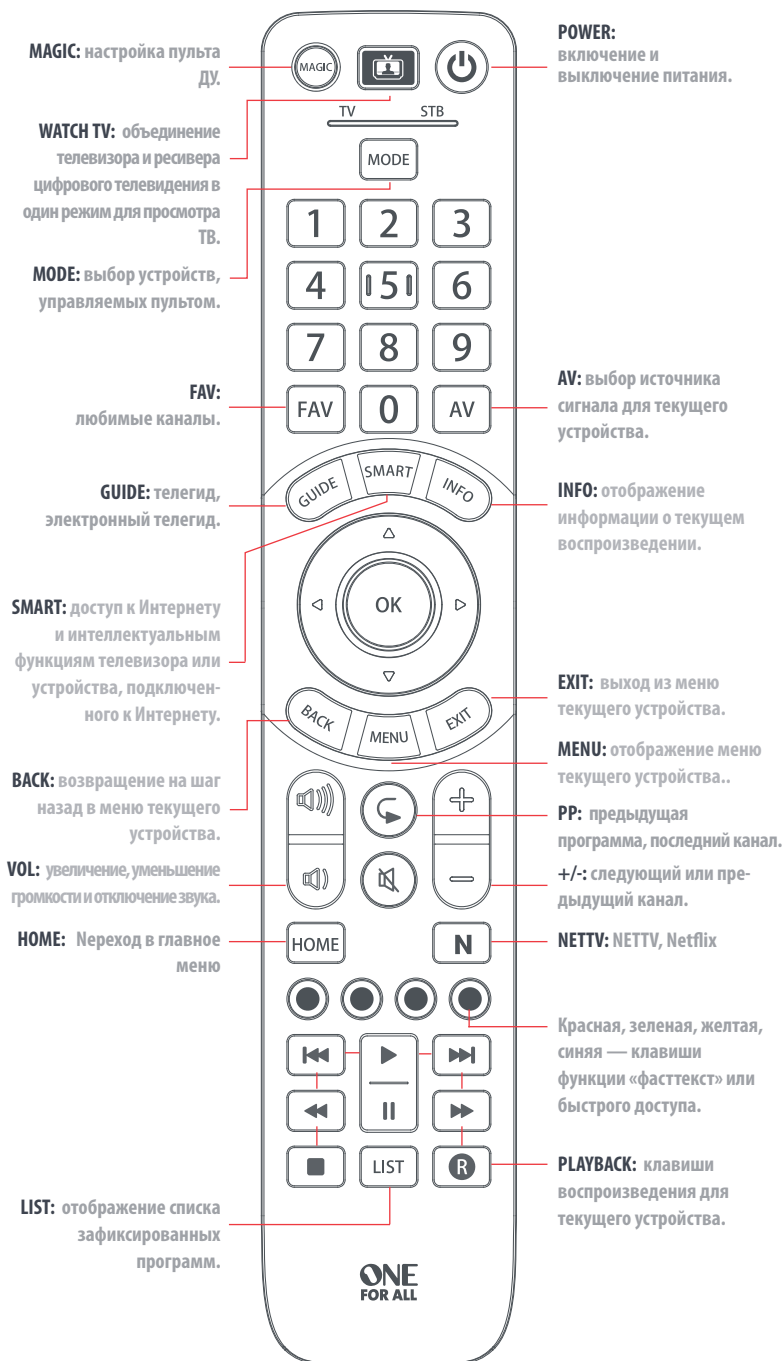 MAGIC: настройка пульта
ДУ.
WATCH TV: объединение
телевизора и ресивера
цифрового телевидения в
один режим для просмотра
ТВ.
MODE: выбор устройств,
управляемых пультом.
FAV:
любимые каналы.
GUIDE: телегид,
электронный телегид.
SMART: доступ к Интернету
и интеллектуальным
функциям телевизора или
устройства, подключен-
ного к Интернету.
BACK: возвращение на шаг
назад в меню текущего
устройства.
VOL: увеличение, уменьшение
громкости и отключение звука.
HOME: Nереход в главное
меню
LIST: отображение списка
зафиксированных
программ.
MAGIC
TV STB
MODE
1 2 3
4 5 6
7 8 9
FAV 0 AV
GUIDE SMART INFO
OK
BACK MENU EXIT
HOME N
LIST R
ONE
FOR ALL
POWER:
включение и
выключение питания.
AV: выбор источника
сигнала для текущего
устройства.
INFO: отображение
информации о текущем
воспроизведении.
EXIT: выход из меню
текущего устройства.
MENU: отображение меню
текущего устройства..
PP: предыдущая
программа, последний канал.
+/-: следующий или пре-
дыдущий канал.
NETTV: NETTV, Netflix
Красная, зеленая, желтая,
синяя — клавиши
функции «фасттекст» или
быстрого доступа.
PLAYBACK: клавиши
воспроизведения для
текущего устройства.